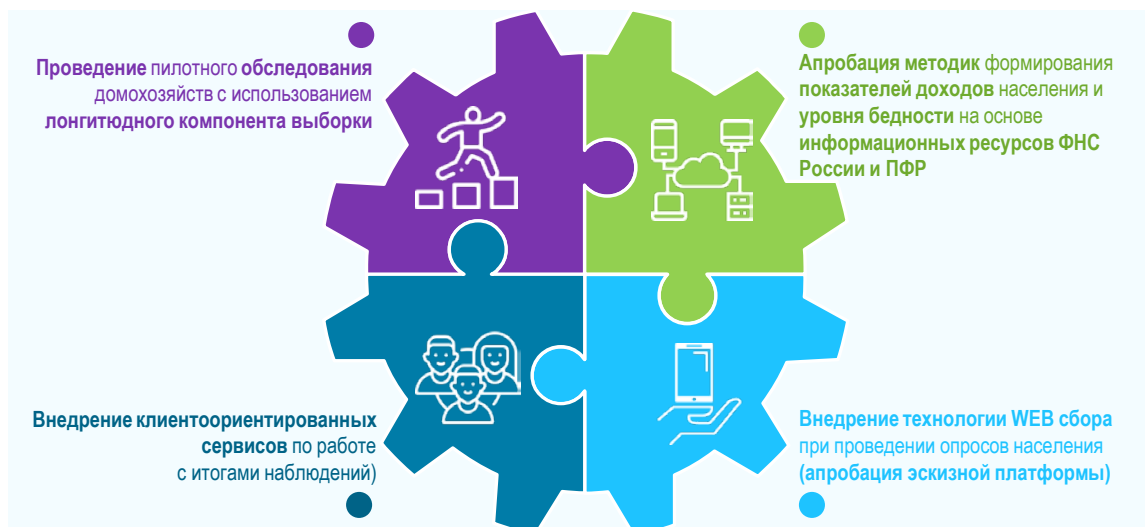 Проведение пилотного обследования
домохозяйств с использованием
лонгитюдного компонента выборки
Апробация методик формирования
показателей доходов населения и
уровня бедности на основе
информационных ресурсов ФНС
России и ПФР
Внедрение клиентоориентированных
сервисов по работе
с итогами наблюдений)
Внедрение технологии WEB сбора
при проведении опросов населения
(апробация эскизной платформы)